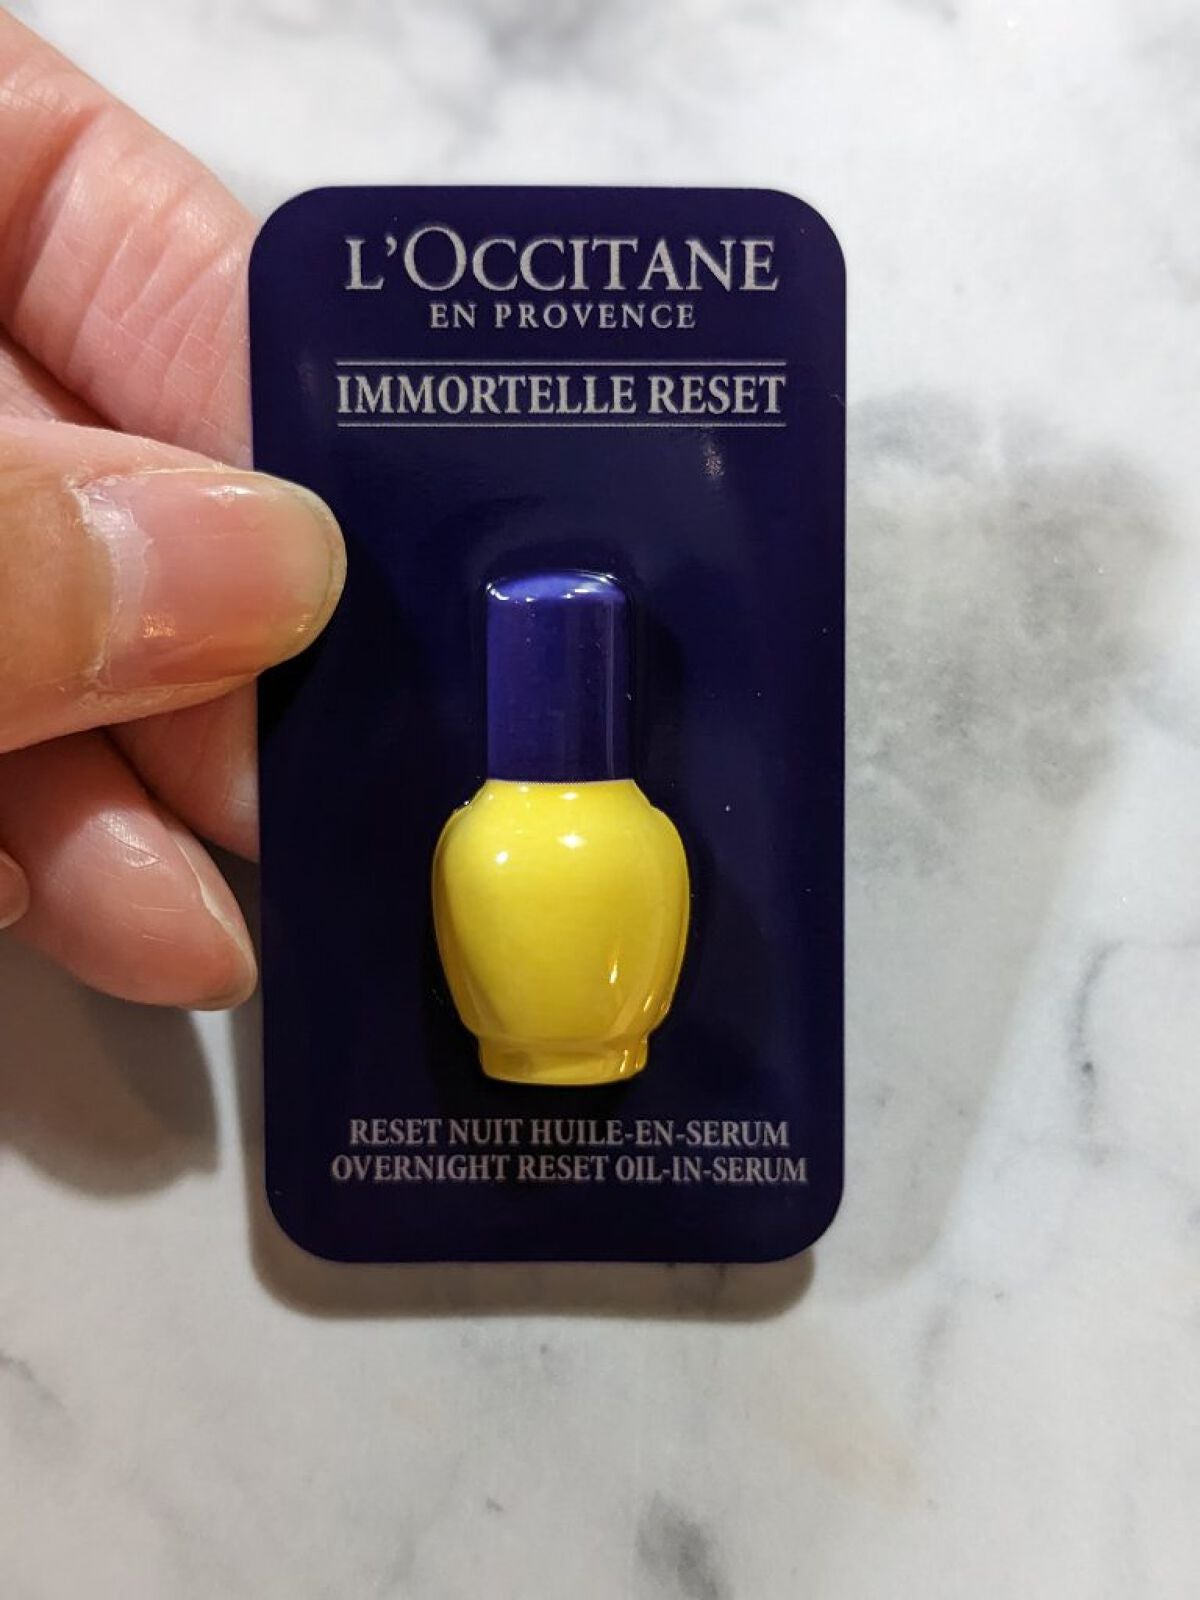 L'OCCITANE
EN PROVENCE
IMMORTELLE RESET
RESET NUIT HUILE-EN-SERUM
OVERNIGHT RESET OIL-IN-SERUM